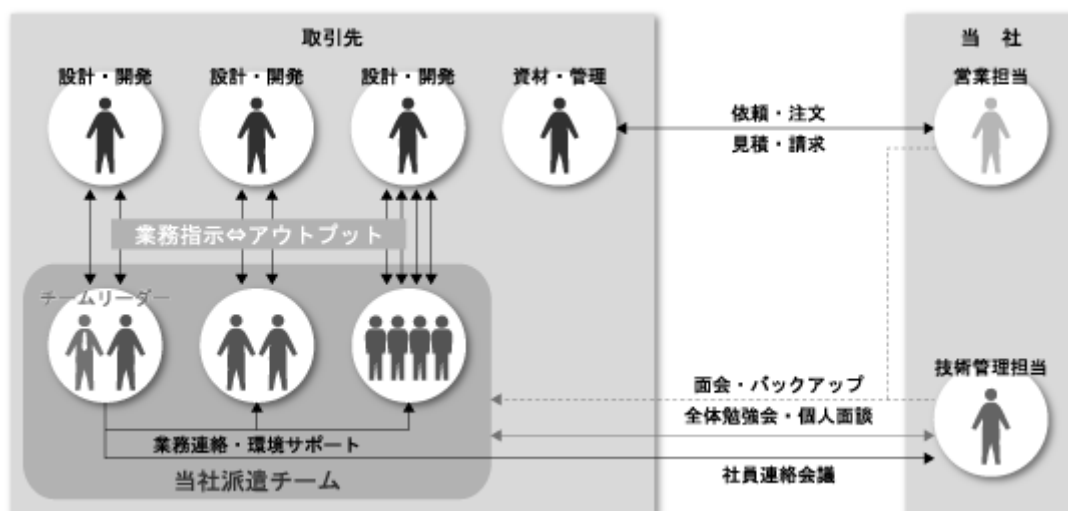 取引先
当 社
設計・開発
設計・開発
設計・開発
資材・管理
営業担当
依頼・注文
見積・請求
業務指示⇔アウトプット
チームリーダー
技術管理担当
面会・バックアップ
全体勉強会・個人面談
業務連絡・環境サポート
社員連絡会議
当社派遣チーム